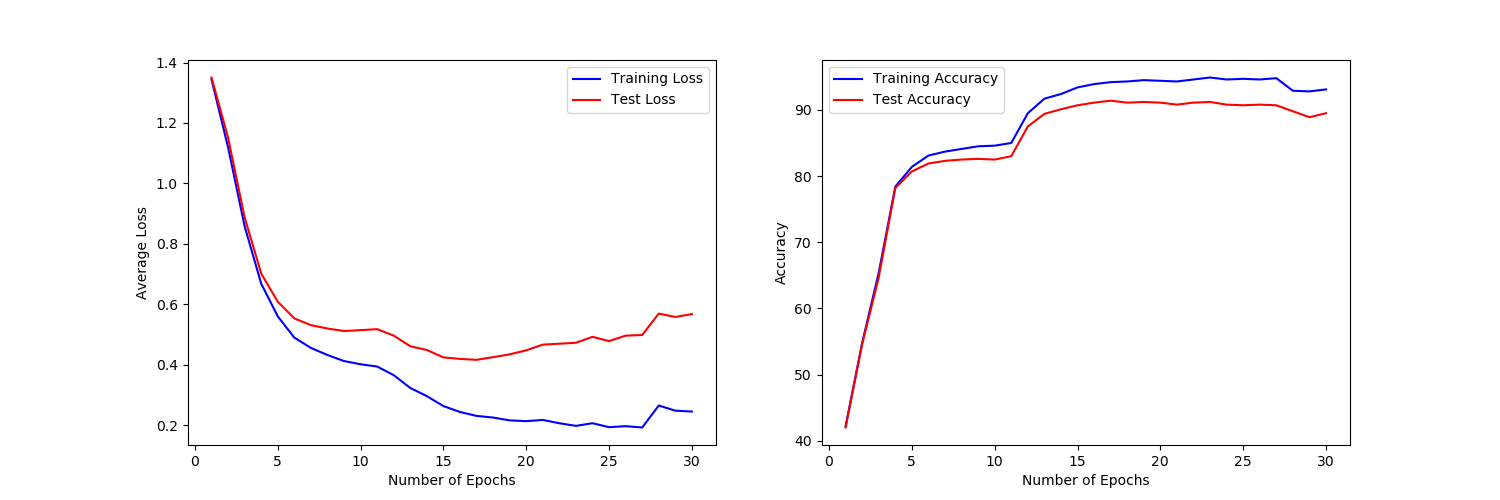 1.4
1.2
1.0
0.8
0.6
0.4
0.2
Average Loss
0 5 10 15 20 25 30
Number of Epochs
Training Loss
Test Loss
90
80
70
60
50
40
Accuracy
0 5 10 15 20 25 30
Number of Epochs
Training Accuracy
Test Accuracy